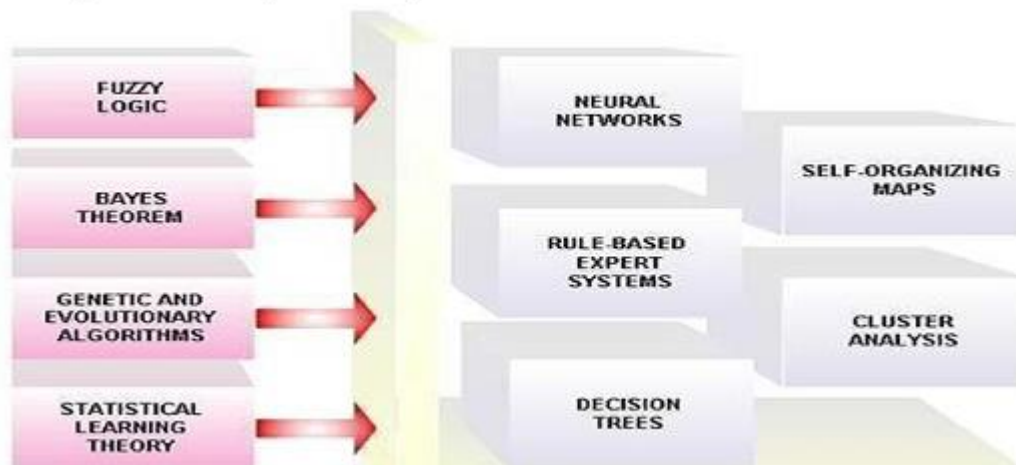 FUZZY
LOGIC
BAYES
THEOREM
GENETIC AND
EVOLUTIONARY
ALGORITHMS
STATISTICAL
LEARNING
THEORY
NEURAL
NETWORKS
SELF-ORGANIZING
MAPS
RULE-BASED
EXPERT
SYSTEMS
CLUSTER
ANALYSIS
DECISION
TREES